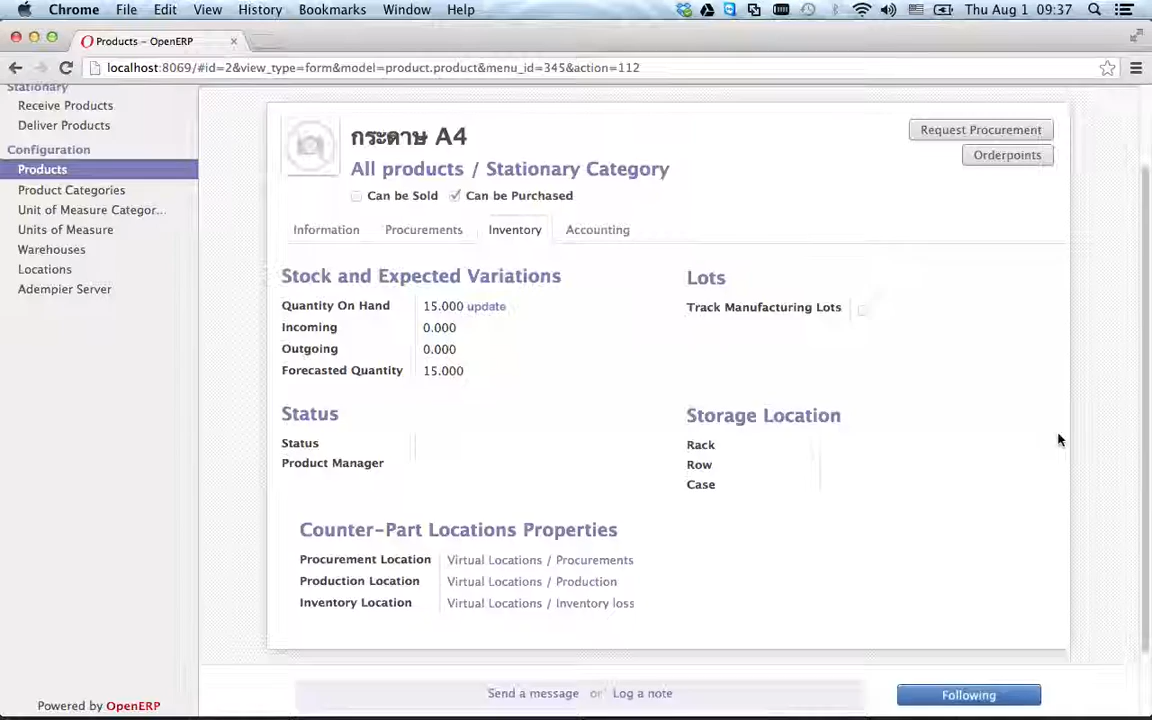 Chrome File Edit View History Bookmarks Window Help Thu Aug 1 09:37
Products – OpenERP
localhost:8069/#id=2&view_type=form&model=product.product&menu_id=345&action=112
Stationary
Receive Products
Deliver Products
Configuration
Products
Product Categories
Unit of Measure Categor...
Units of Measure
Warehouses
Locations
Adempier Server
Powered by OpenERP
กระดาษ A4
All products / Stationary Category
Can be Sold Can be Purchased
Request Procurement
Orderpoints
Information Procurements Inventory Accounting
Stock and Expected Variations
Quantity On Hand 15.000 update
Incoming 0.000
Outgoing 0.000
Forecasted Quantity 15.000
Lots
Track Manufacturing Lots
Status
Status
Product Manager
Storage Location
Rack
Row
Case
Counter-Part Locations Properties
Procurement Location Virtual Locations / Procurements
Production Location Virtual Locations / Production
Inventory Location Virtual Locations / Inventory loss
Send a message or Log a note
Following